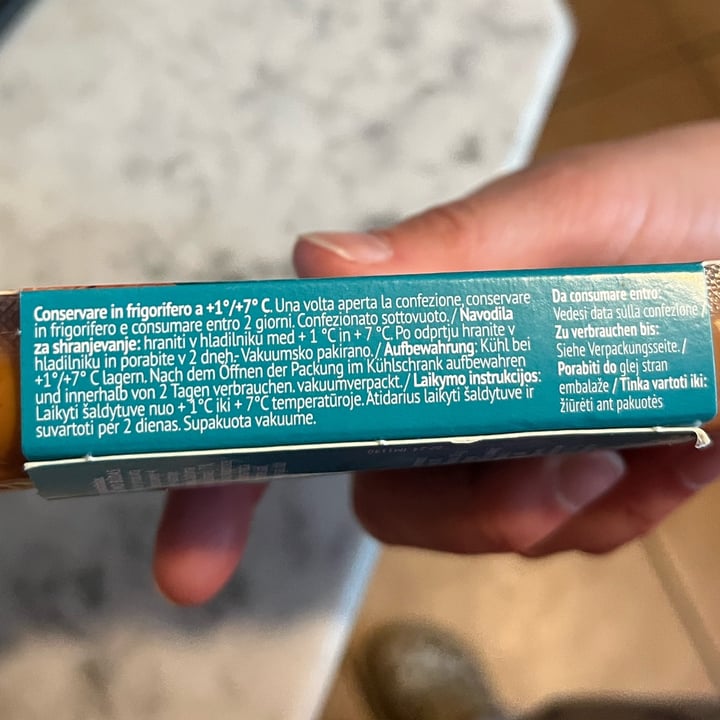 Conservare in frigorifero a +1°/+7° C. Una volta aperta la confezione, conservare
in frigorifero e consumare entro 2 giorni. Confezionato sottovuoto. / Navodila
za shranjevanje: hraniti v hladilniku med + 1 °C in + 7 °C. Po odprtju hranite v
hladilniku in porabite v 2 dneh.- Vakuumsko pakirano. / Aufbewahrung: Kühl bei
+1°/+7° C lagern. Nach dem Öffnen der Packung im Kühlschrank aufbewahren
und innerhalb von 2 Tagen verbrauchen. vakuumverpackt. / Laikymo instrukcijos:
Laikyti šaldytuve nuo + 1°C iki + 7°C temperatūroje. Atidarius laikyti šaldytuve ir
suvartoti per 2 dienas. Supakuota vakuume.
Da consumare entro:
Vedesi data sulla confezione /
Zu verbrauchen bis:
Siehe Verpackungsseite. /
Porabiti do glej stran
embalaže / Tinka vartoti iki:
žiūrėti ant pakuotės